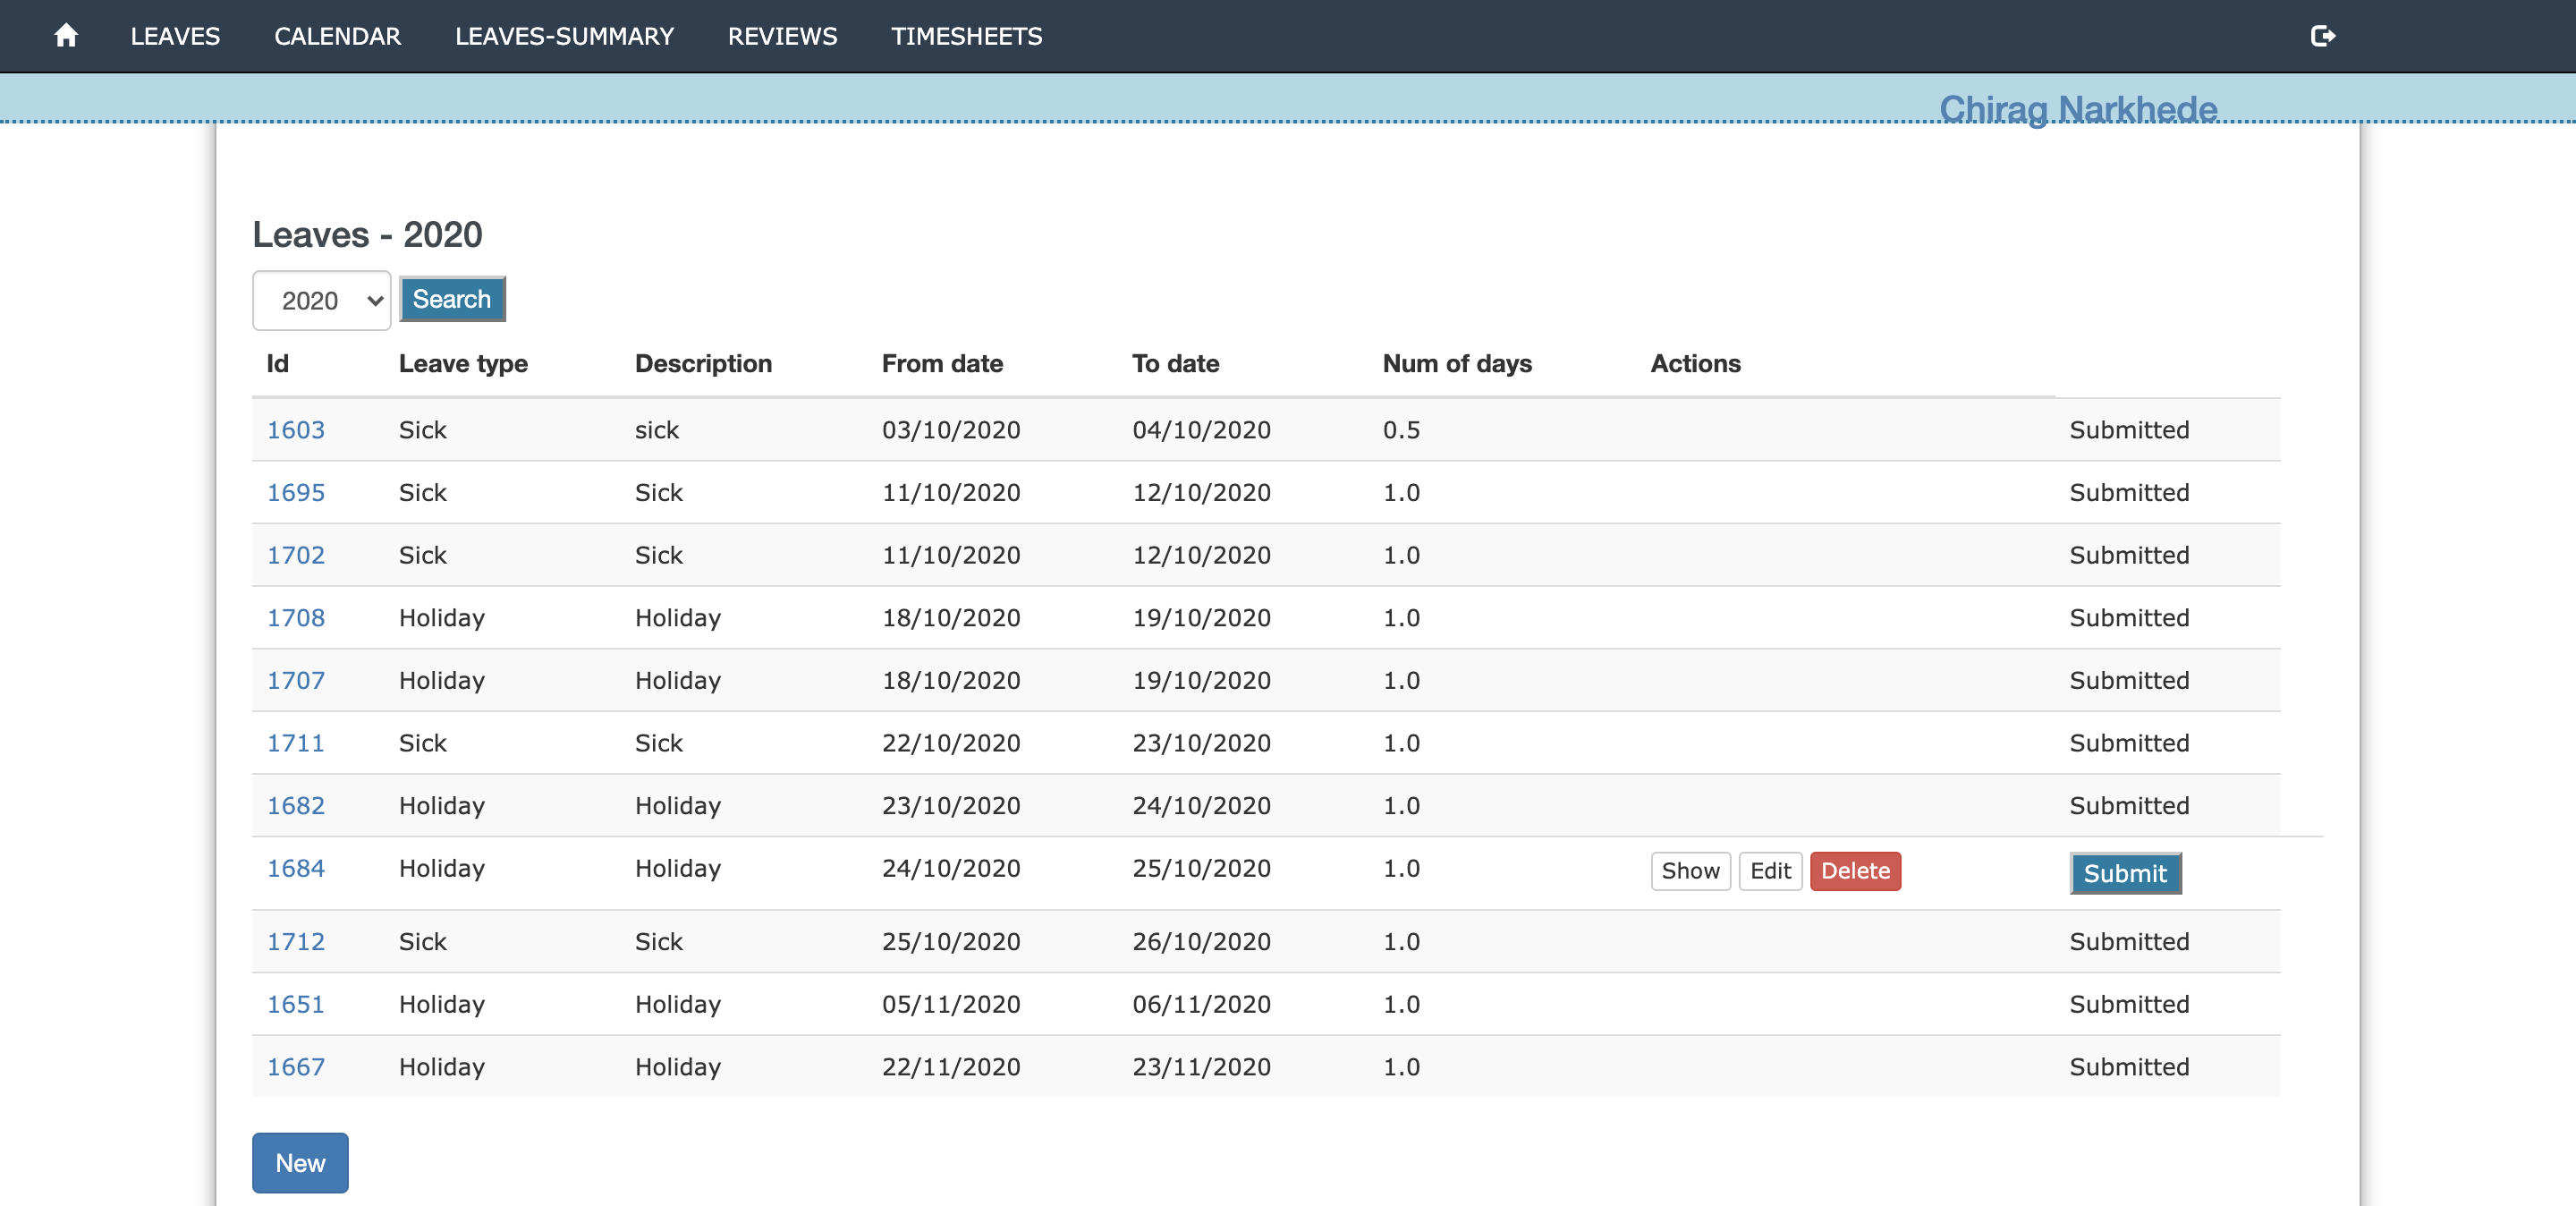 LEAVES CALENDAR LEAVES-SUMMARY REVIEWS TIMESHEETS
Chirag Narkhede
Leaves - 2020
2020 Search
Id Leave type Description From date To date Num of days Actions
1603 Sick sick 03/10/2020 04/10/2020 0.5 Submitted
1695 Sick Sick 11/10/2020 12/10/2020 1.0 Submitted
1702 Sick Sick 11/10/2020 12/10/2020 1.0 Submitted
1708 Holiday Holiday 18/10/2020 19/10/2020 1.0 Submitted
1707 Holiday Holiday 18/10/2020 19/10/2020 1.0 Submitted
1711 Sick Sick 22/10/2020 23/10/2020 1.0 Submitted
1682 Holiday Holiday 23/10/2020 24/10/2020 1.0 Submitted
1684 Holiday Holiday 24/10/2020 25/10/2020 1.0 Show Edit Delete Submit
1712 Sick Sick 25/10/2020 26/10/2020 1.0 Submitted
1651 Holiday Holiday 05/11/2020 06/11/2020 1.0 Submitted
1667 Holiday Holiday 22/11/2020 23/11/2020 1.0 Submitted
New